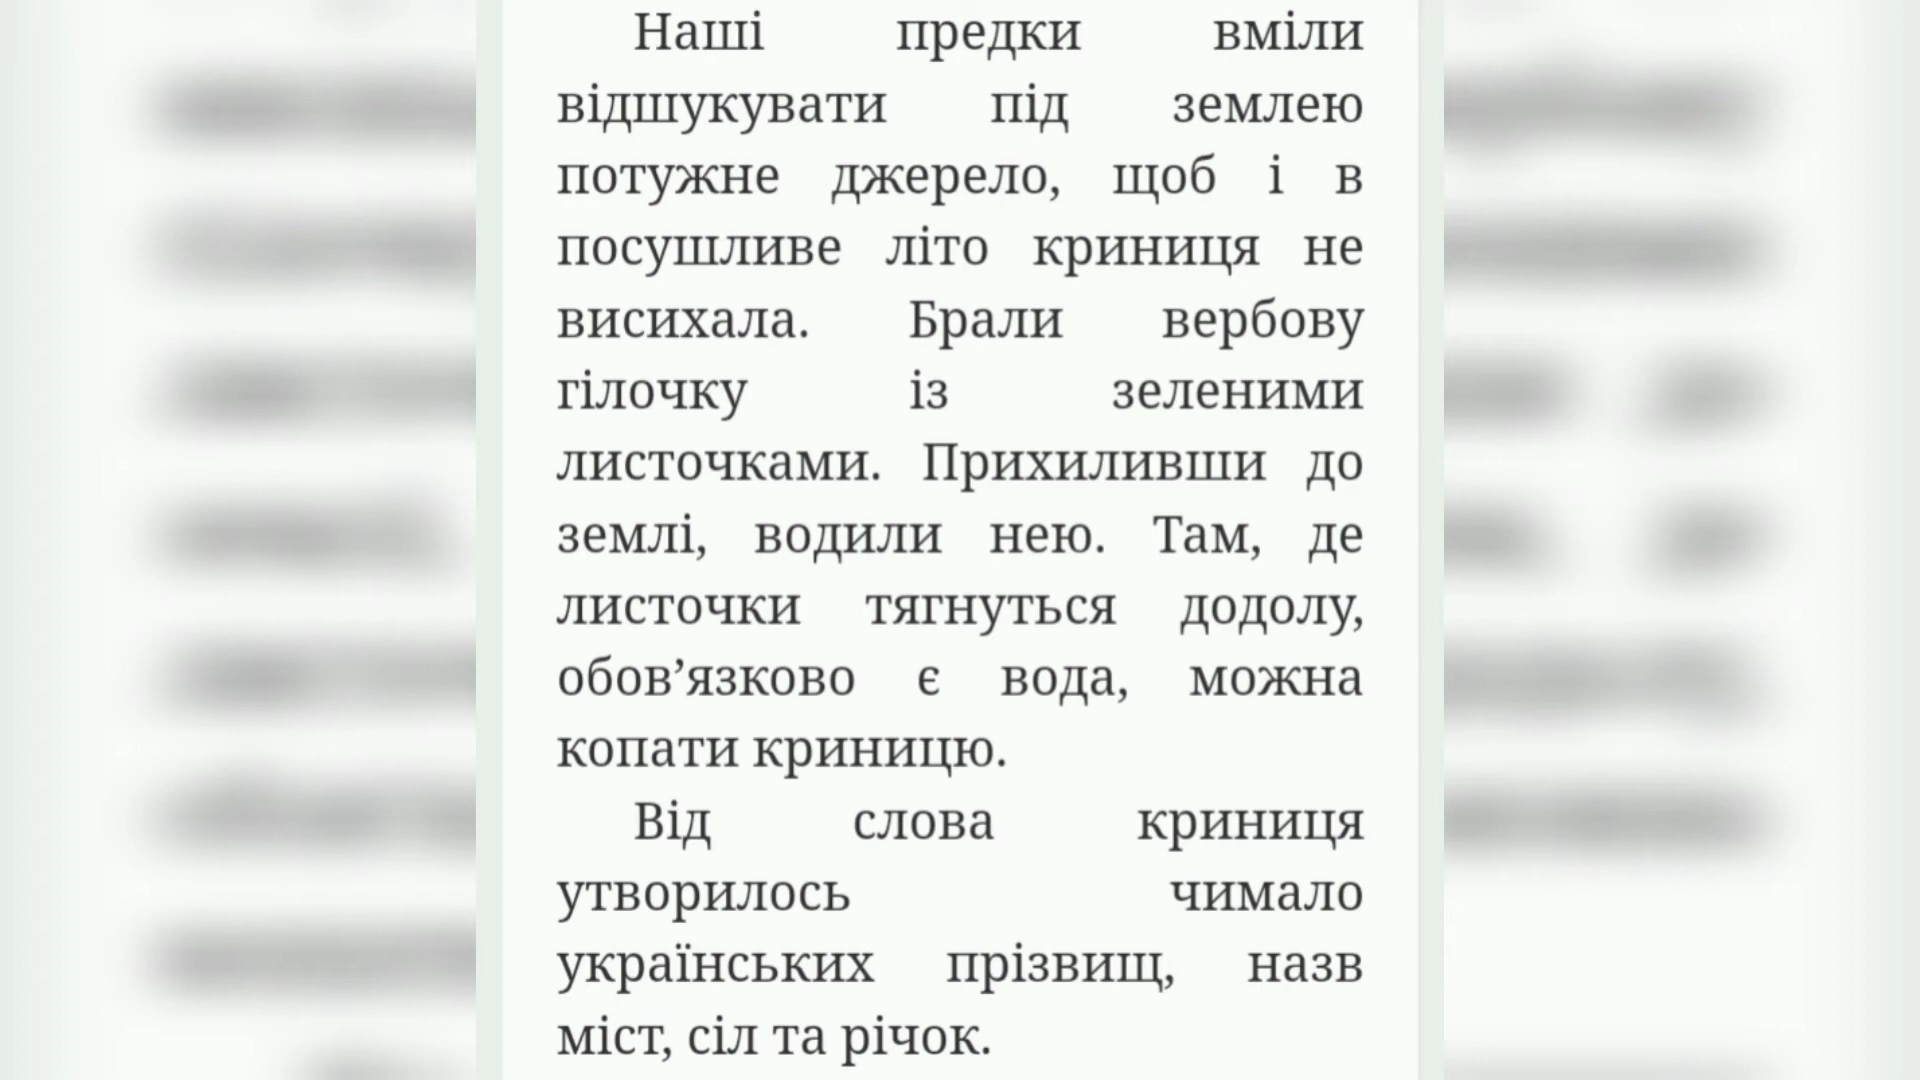 Наші предки вміли
відшукувати під землею
потужне джерело, щоб і в
посушливе літо криниця не
висихала. Брали вербову
гілочку із зеленими
листочками. Прихиливши до
землі, водили нею. Там, де
листочки тягнуться додолу,
обов’язково є вода, можна
копати криницю.
Від слова криниця
утворилось чимало
українських прізвищ, назв
міст, сіл та річок.